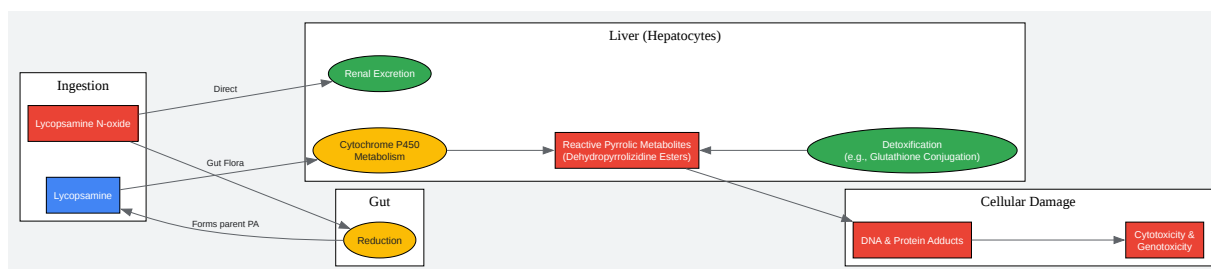 Liver (Hepatocytes)
Renal Excretion
Ingestion
Direct
Lycopsamine N-oxide
Cytochrome P450
Metabolism
Reactive Pyrrolic Metabolites
(Dehydropyrrolizidine Esters)
Detoxification
(e.g., Glutathione Conjugation)
Gut Flora
Lycopsamine
Gut
Forms parent PA
Reduction
Cellular Damage
DNA & Protein Adducts
Cytotoxicity &
Genotoxicity